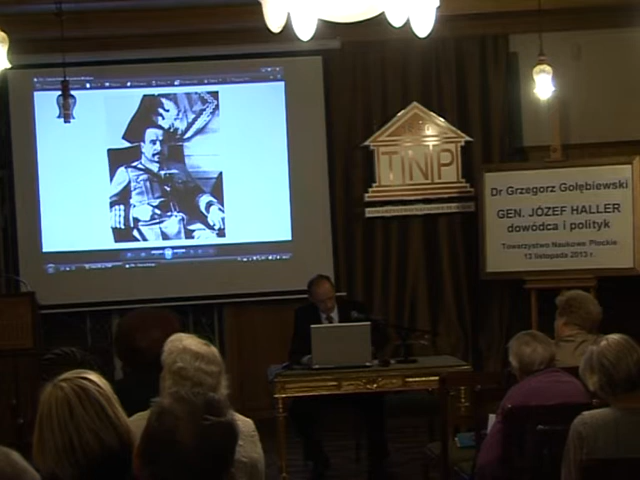 TNP
Dr Grzegorz Gołębiewski
GEN. JÓZEF HALLER
dowódca i polityk
Towarzystwo Naukowe Płockie
13 listopada 2013 r.